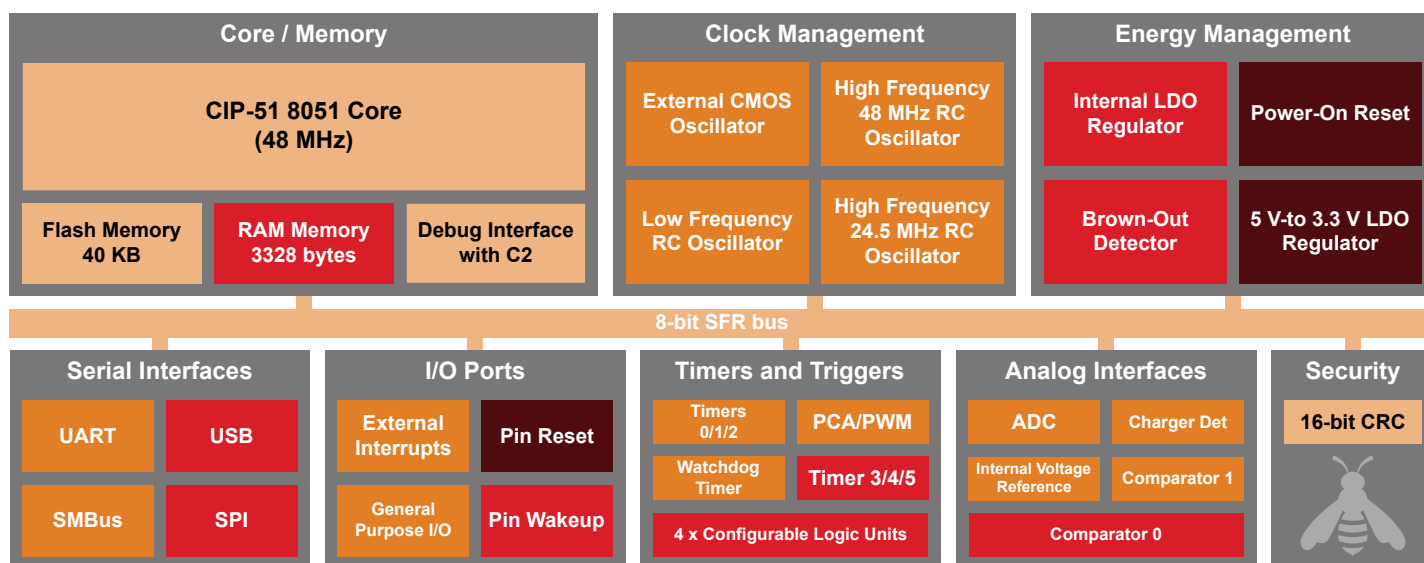 Core / Memory
CIP-51 8051 Core
(48 MHz)
Flash Memory
40 KB
RAM Memory
3328 bytes
Debug Interface
with C2
Clock Management
External CMOS
Oscillator
High Frequency
48 MHz RC
Oscillator
Low Frequency
RC Oscillator
High Frequency
24.5 MHz RC
Oscillator
Energy Management
Internal LDO
Regulator
Power-On Reset
Brown-Out
Detector
5 V-to 3.3 V LDO
Regulator
8-bit SFR bus
Serial Interfaces
UART
USB
SMBus
SPI
I/O Ports
External
Interrupts
Pin Reset
General
Purpose I/O
Pin Wakeup
Timers and Triggers
Timers
0/1/2
PCA/PWM
Watchdog
Timer
Timer 3/4/5
4 x Configurable Logic Units
Analog Interfaces
ADC
Charger Det
Internal Voltage
Reference
Comparator 1
Comparator 0
Security
16-bit CRC